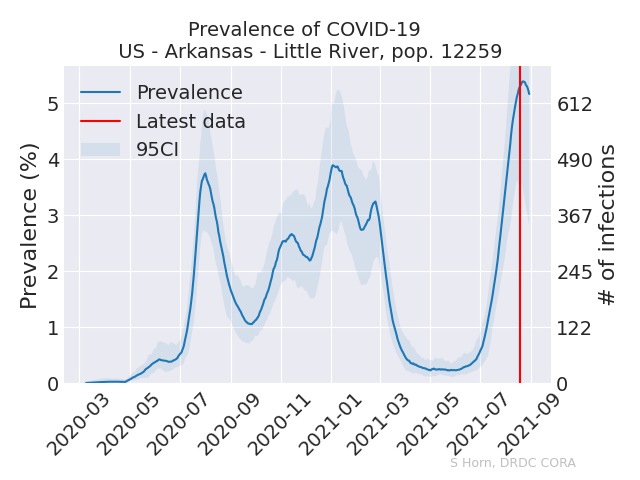 Prevalence of COVID-19
US - Arkansas - Little River, pop. 12259
Prevalence
Latest data
95CI
Prevalence (%)
5
4
3
2
1
0
# of infections
612
490
367
245
122
0
2020-03
2020-05
2020-07
2020-09
2020-11
2021-01
2021-03
2021-05
2021-07
2021-09
S Horn, DRDC CORA